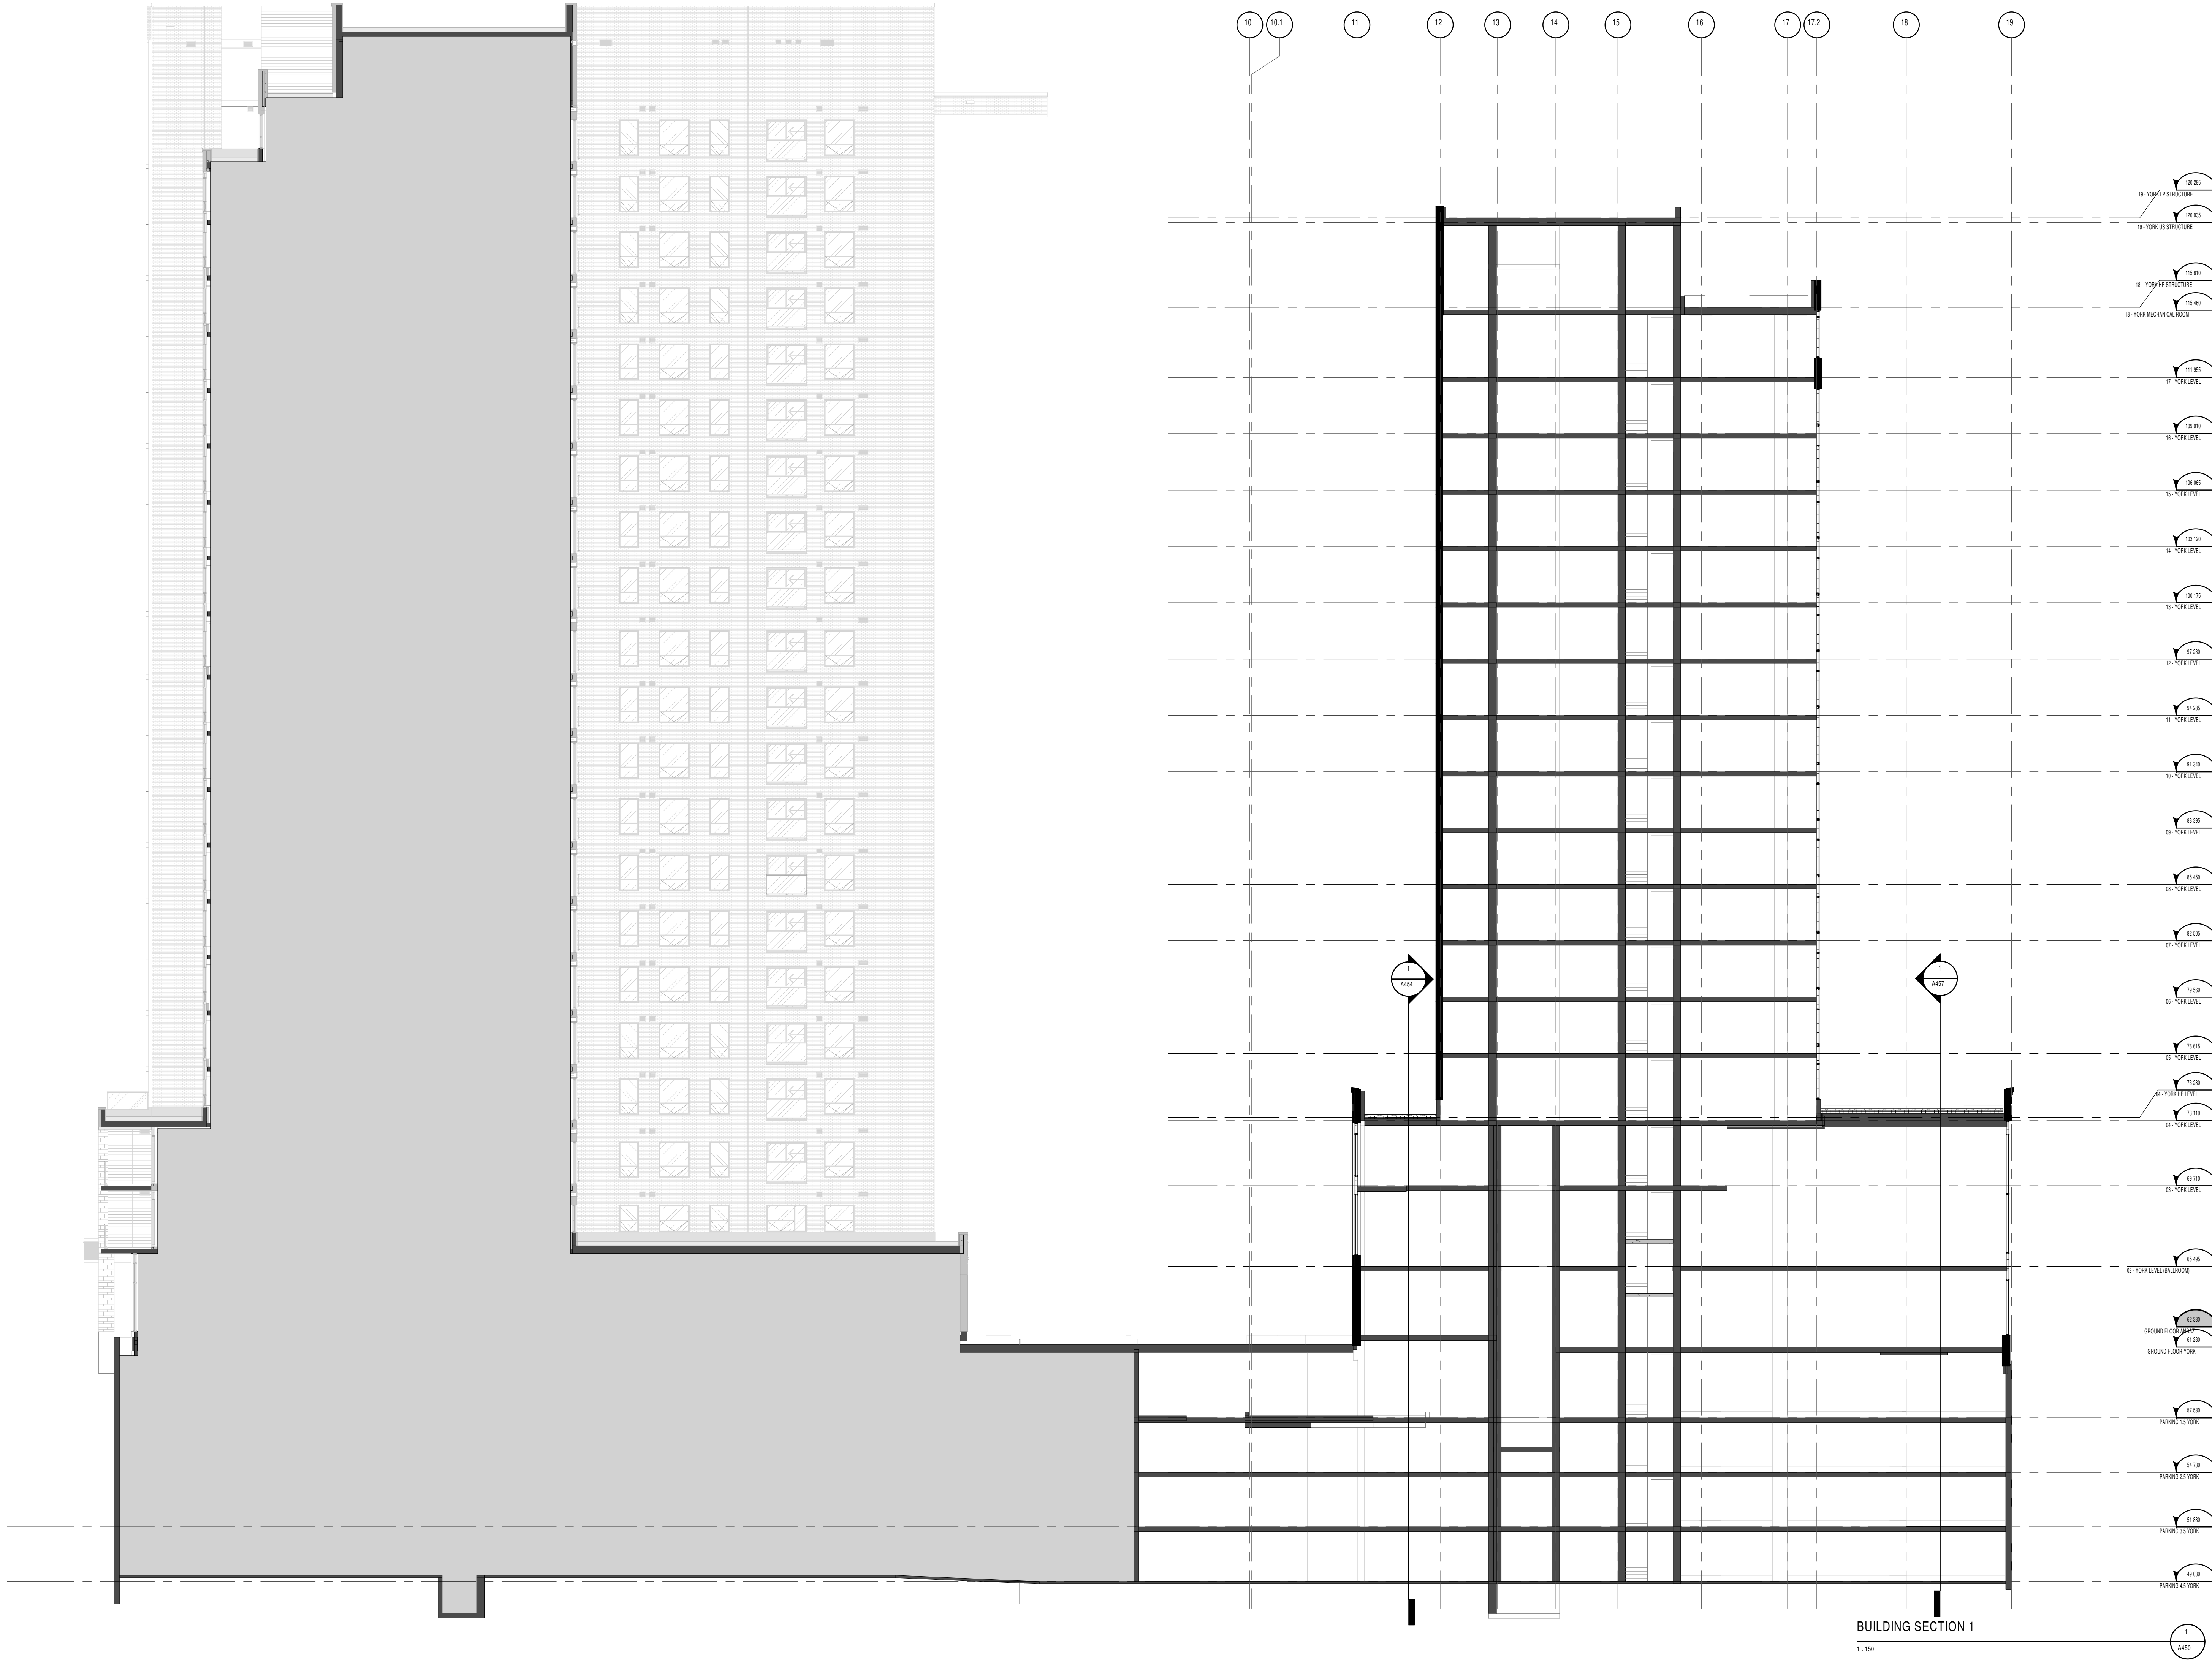 10 10.1 11 12 13 14 15 16 17 17.2 18 19
120 285
19 - YORK LP STRUCTURE
120 035
19 - YORK US STRUCTURE
115 610
18 - YORK HP STRUCTURE
115 460
18 - YORK MECHANICAL ROOM
111 955
17 - YORK LEVEL
109 010
16 - YORK LEVEL
106 065
15 - YORK LEVEL
103 120
14 - YORK LEVEL
100 175
13 - YORK LEVEL
97 230
12 - YORK LEVEL
94 285
11 - YORK LEVEL
91 340
10 - YORK LEVEL
88 395
09 - YORK LEVEL
85 450
08 - YORK LEVEL
82 505
07 - YORK LEVEL
1
A454
1
A457
79 560
06 - YORK LEVEL
76 615
05 - YORK LEVEL
73 280
04 - YORK HP LEVEL
73 110
04 - YORK LEVEL
69 710
03 - YORK LEVEL
65 495
02 - YORK LEVEL (BALLROOM)
62 330
GROUND FLOOR
61 280
GROUND FLOOR YORK
57 580
PARKING 1.5 YORK
54 730
PARKING 2.5 YORK
51 880
PARKING 3.5 YORK
49 030
PARKING 4.5 YORK
BUILDING SECTION 1
1 : 150
1
A450